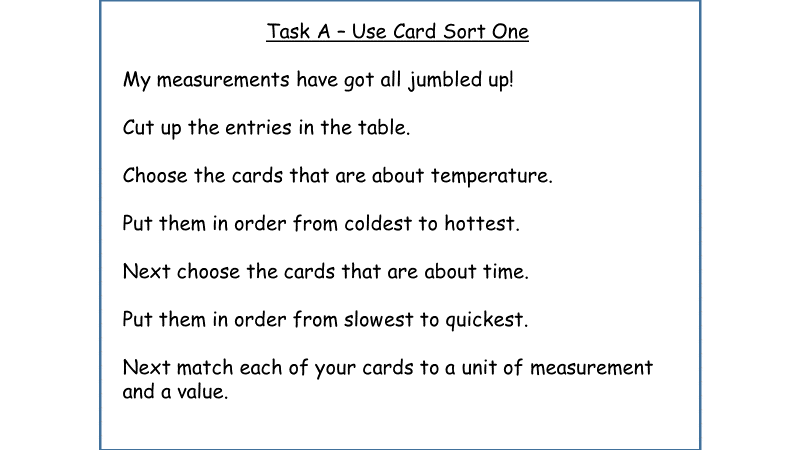 Task A – Use Card Sort One
My measurements have got all jumbled up!
Cut up the entries in the table.
Choose the cards that are about temperature.
Put them in order from coldest to hottest.
Next choose the cards that are about time.
Put them in order from slowest to quickest.
Next match each of your cards to a unit of measurement
and a value.